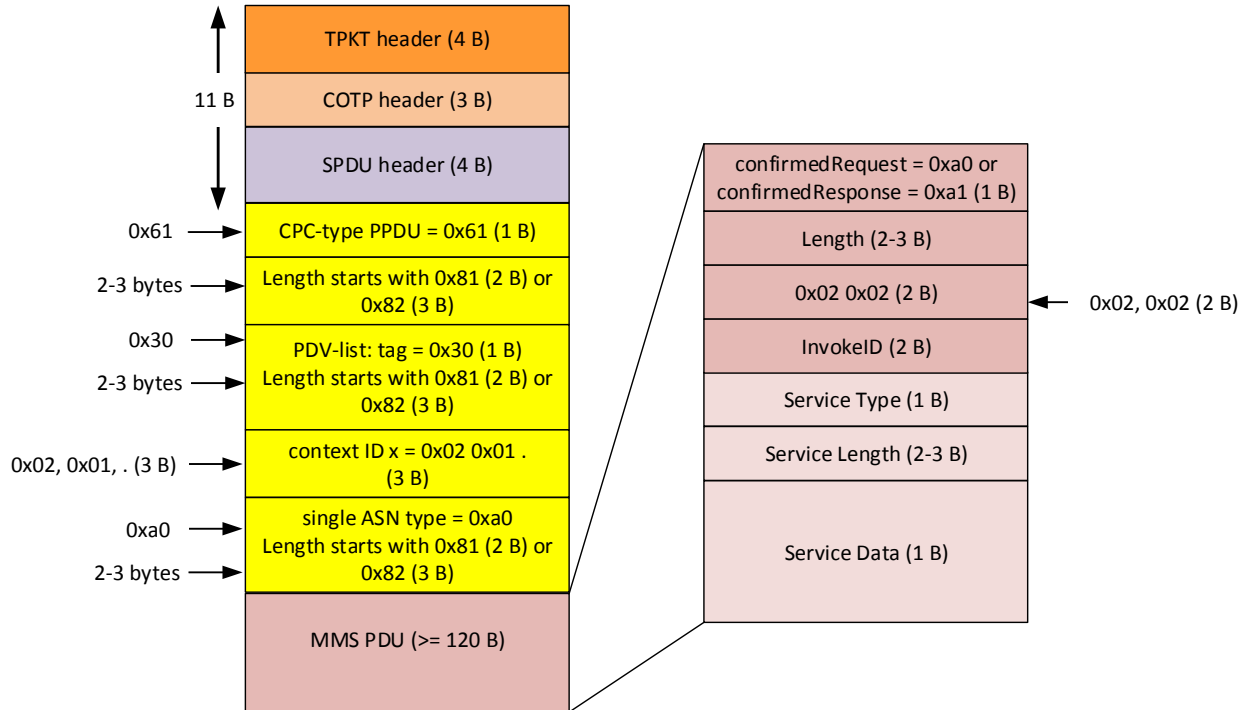 TPKT header (4 B)
11 B
COTP header (3 B)
SPDU header (4 B)
0x61
CPC-type PPDU = 0x61 (1 B)
2-3 bytes
Length starts with 0x81 (2 B) or
0x82 (3 B)
0x30
2-3 bytes
PDV-list: tag = 0x30 (1 B)
Length starts with 0x81 (2 B) or
0x82 (3 B)
0x02, 0x01, . (3 B)
context ID x = 0x02 0x01 .
(3 B)
0xa0
2-3 bytes
single ASN type = 0xa0
Length starts with 0x81 (2 B) or
0x82 (3 B)
MMS PDU (>= 120 B)
confirmedRequest = 0xa0 or
confirmedResponse = 0xa1 (1 B)
Length (2-3 B)
0x02 0x02 (2 B)
0x02, 0x02 (2 B)
InvokeID (2 B)
Service Type (1 B)
Service Length (2-3 B)
Service Data (1 B)